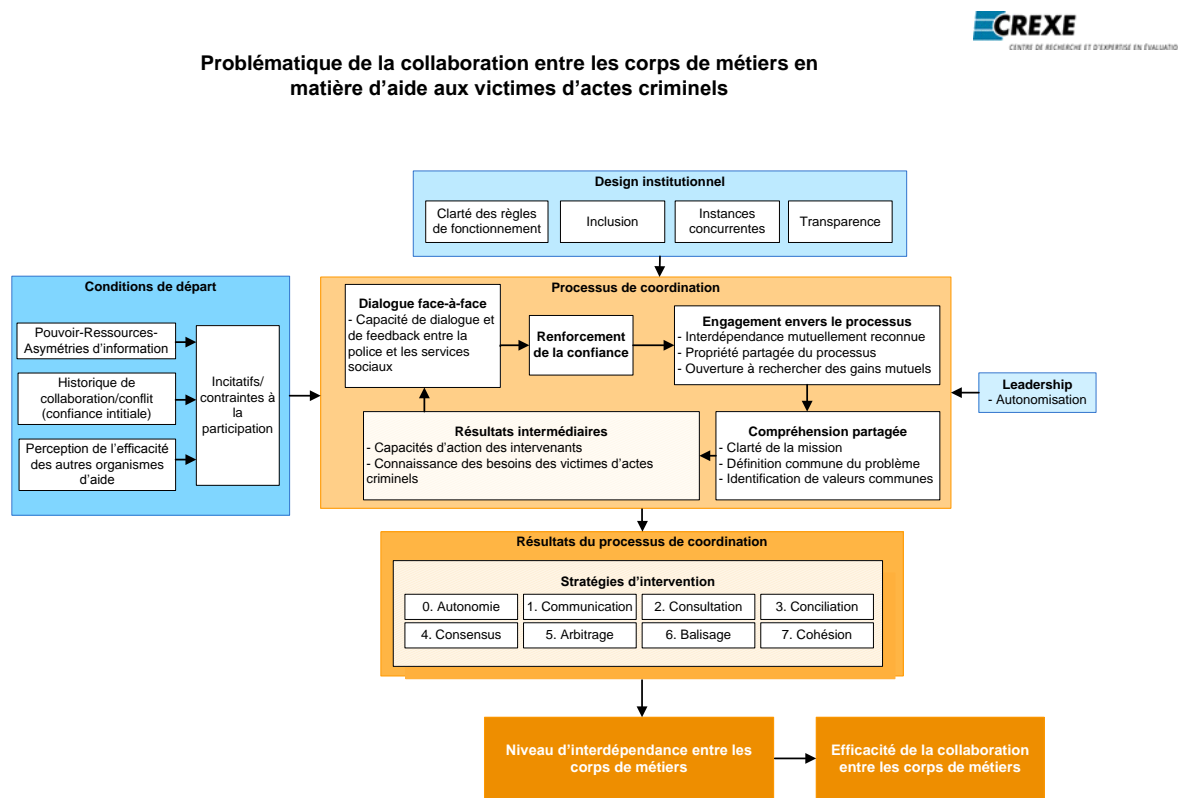 CREXE
CENTRE DE RECHERCHE ET D'EXPERTISE EN ÉVALUATIO
Problématique de la collaboration entre les corps de métiers en
matière d'aide aux victimes d'actes criminels
Design institutionnel
Clarté des règles
de fonctionnement
Inclusion
Instances
concurrentes
Transparence
Conditions de départ
Pouvoir-Ressources-
Asymétries d'information
Historique de
collaboration/conflit
(confiance intitiale)
Perception de l'efficacité
des autres organismes
d'aide
Incitatifs/
contraintes à
la
participation
Processus de coordination
Dialogue face-à-face
- Capacité de dialogue et
de feedback entre la
police et les services
sociaux
Renforcement
de la confiance
Engagement envers le processus
- Interdépendance mutuellement reconnue
- Propriété partagée du processus
- Ouverture à rechercher des gains mutuels
Résultats intermédiaires
- Capacités d'action des intervenants
- Connaissance des besoins des victimes d'actes
criminels
Compréhension partagée
- Clarté de la mission
- Définition commune du problème
- Identification de valeurs communes
Leadership
- Autonomisation
Résultats du processus de coordination
Stratégies d'intervention
0. Autonomie
1. Communication
2. Consultation
3. Conciliation
4. Consensus
5. Arbitrage
6. Balisage
7. Cohésion
Niveau d'interdépendance entre les
corps de métiers
Efficacité de la collaboration
entre les corps de métiers